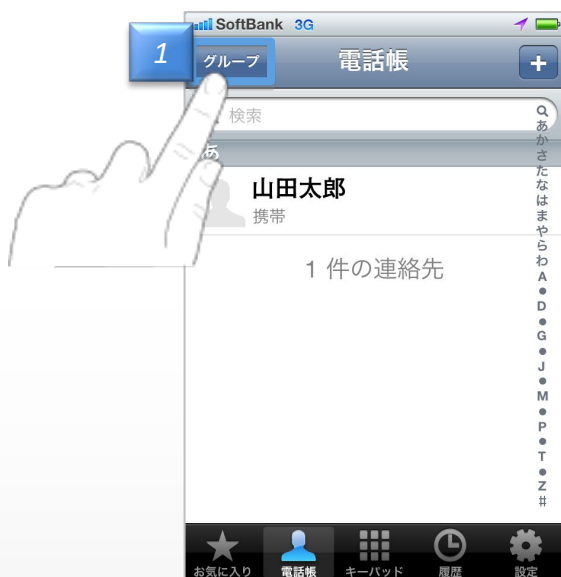 SoftBank 3G
1
グループ
電話帳
+
検索
あ
山田太郎
携帯
1 件の連絡先
あ
か
さ
た
な
は
ま
や
ら
わ
A
●
D
●
G
●
J
●
M
●
P
●
T
●
Z
#
お気に入り
電話帳
キーパッド
履歴
設定